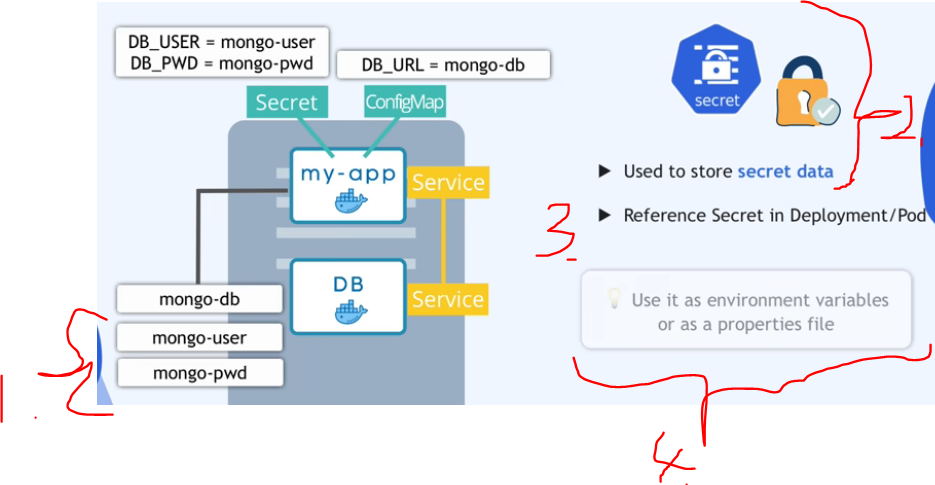 DB_USER = mongo-user
DB_PWD = mongo-pwd
DB_URL = mongo-db
Secret
ConfigMap
my-app
Service
DB
Service
mongo-db
mongo-user
mongo-pwd
1.
secret
2.
▶ Used to store secret data
3.
▶ Reference Secret in Deployment/Pod
Use it as environment variables
or as a properties file
4.